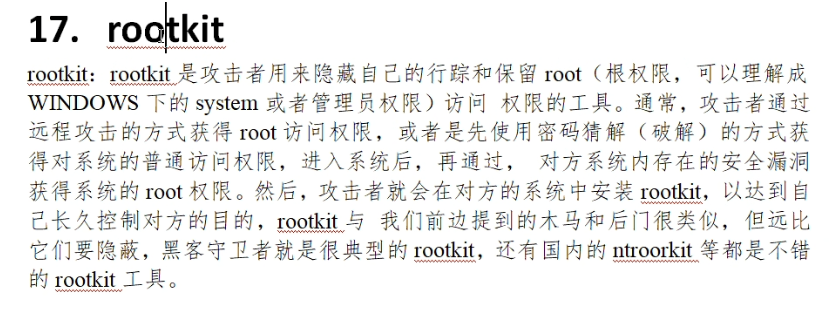 17. rootkit
rootkit：rootkit 是攻击者用来隐藏自己的行踪和保留 root（根权限，可以理解成
WINDOWS 下的 system 或者管理员权限）访问 权限的工具。通常，攻击者通过
远程攻击的方式获得 root 访问权限，或者是先使用密码猜解（破解）的方式获
得对系统的普通访问权限，进入系统后，再通过， 对方系统内存在的安全漏洞
获得系统的 root 权限。然后，攻击者就会在对方的系统中安装 rootkit，以达到自
己长久控制对方的目的，rootkit 与 我们前边提到的木马和后门很类似，但远比
它们要隐蔽，黑客守卫者就是很典型的 rootkit，还有国内的 ntroorkit 等都是不错
的 rootkit 工具。